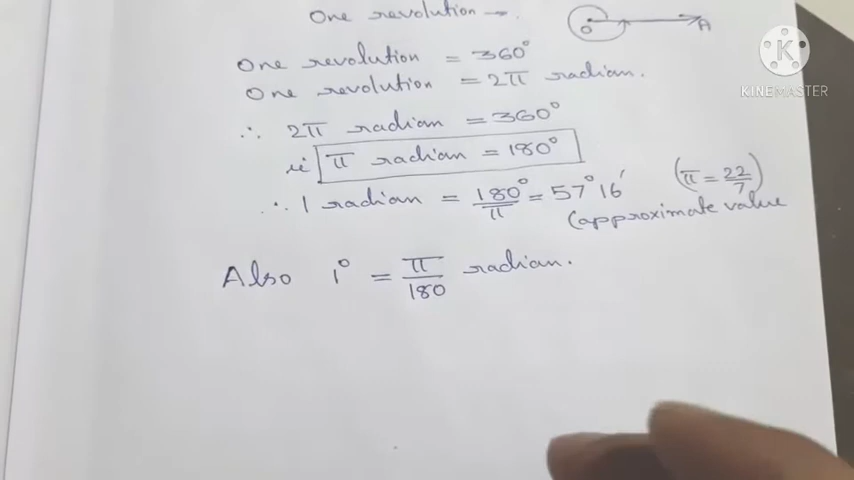 One revolution →.
O
A
One revolution = 360°
One revolution = 2π radian.
∴ 2π radian = 360°
ie π radian = 180°
∴ 1 radian = 180°/π = 57° 16′ (π = 22/7)
(approximate value
Also 1° = π/180 radian.
K
KINEMASTER